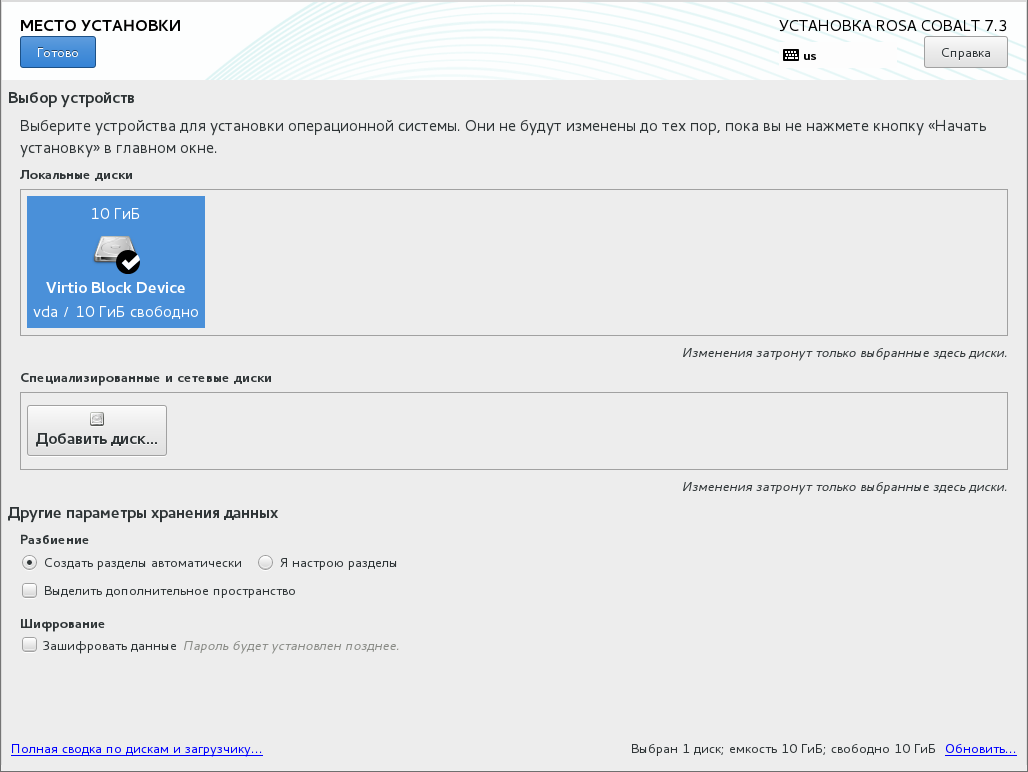 МЕСТО УСТАНОВКИ
УСТАНОВКА ROSA COBALT 7.3
Готово
us
Справка
Выбор устройств
Выберите устройства для установки операционной системы. Они не будут изменены до тех пор, пока вы не нажмете кнопку «Начать
установку» в главном окне.
Локальные диски
10 ГиБ
Virtio Block Device
vda / 10 ГиБ свободно
Изменения затронут только выбранные здесь диски.
Специализированные и сетевые диски
Добавить диск...
Изменения затронут только выбранные здесь диски.
Другие параметры хранения данных
Разбиение
Создать разделы автоматически
Я настрою разделы
Выделить дополнительное пространство
Шифрование
Зашифровать данные Пароль будет установлен позднее.
Полная сводка по дискам и загрузчику...
Выбран 1 диск; емкость 10 ГиБ; свободно 10 ГиБ Обновить...